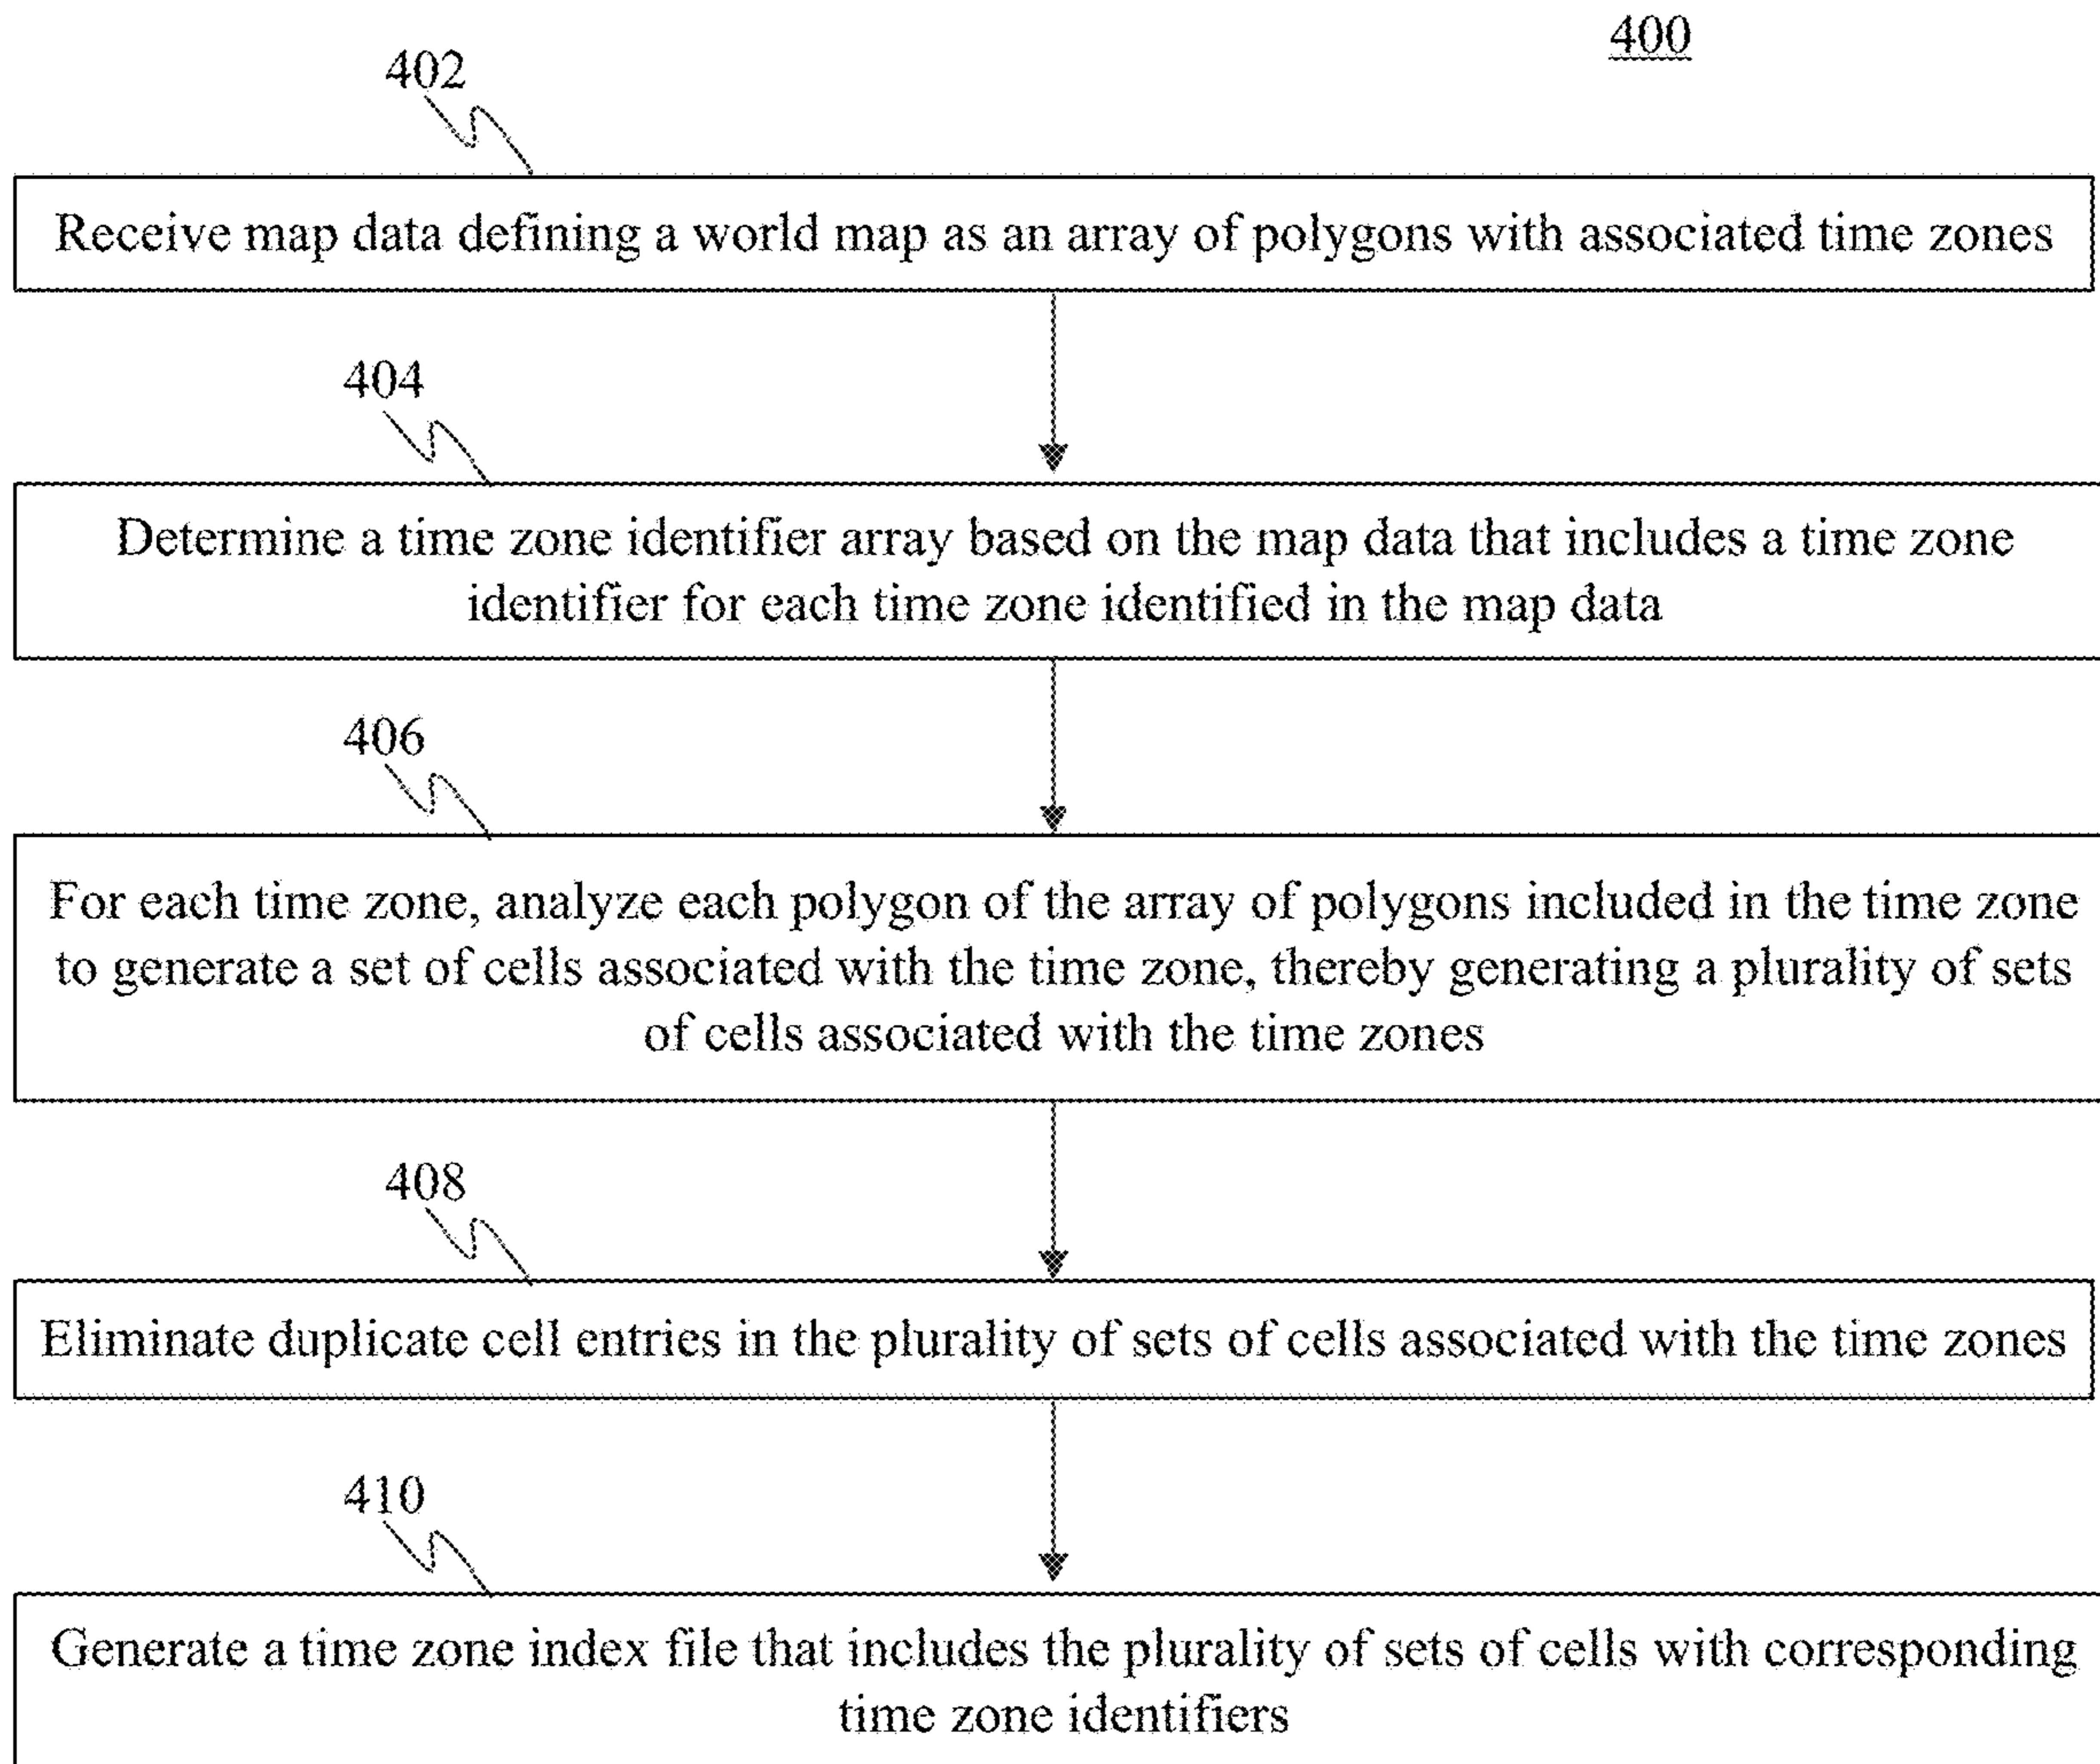 400
402
Receive map data defining a world map as an array of polygons with associated time zones
404
Determine a time zone identifier array based on the map data that includes a time zone
identifier for each time zone identified in the map data
406
For each time zone, analyze each polygon of the array of polygons included in the time zone
to generate a set of cells associated with the time zone, thereby generating a plurality of sets
of cells associated with the time zones
408
Eliminate duplicate cell entries in the plurality of sets of cells associated with the time zones
410
Generate a time zone index file that includes the plurality of sets of cells with corresponding
time zone identifiers